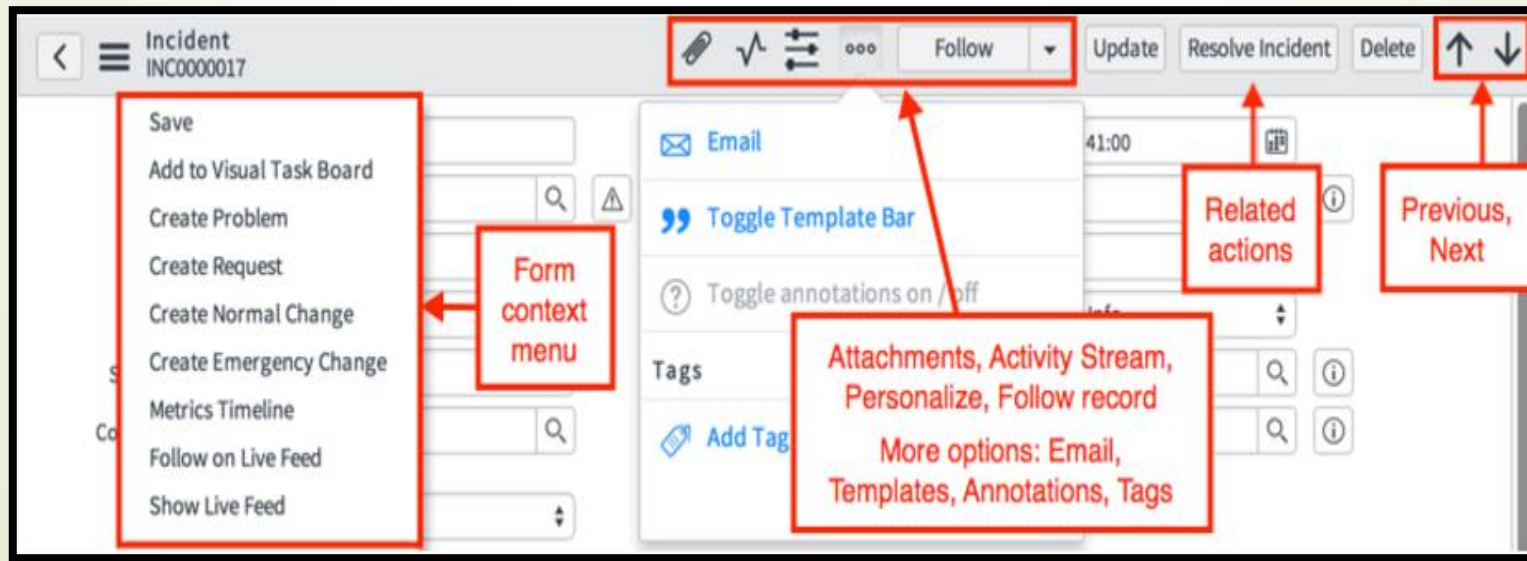 Incident
INC0000017
Follow
Update
Resolve Incident
Delete
Save
Add to Visual Task Board
Create Problem
Create Request
Create Normal Change
Create Emergency Change
Metrics Timeline
Follow on Live Feed
Show Live Feed
Form
context
menu
Email
Toggle Template Bar
Toggle annotations on / off
Tags
Add Tag
41:00
Related
actions
Previous,
Next
Attachments, Activity Stream,
Personalize, Follow record
More options: Email,
Templates, Annotations, Tags
S
Co